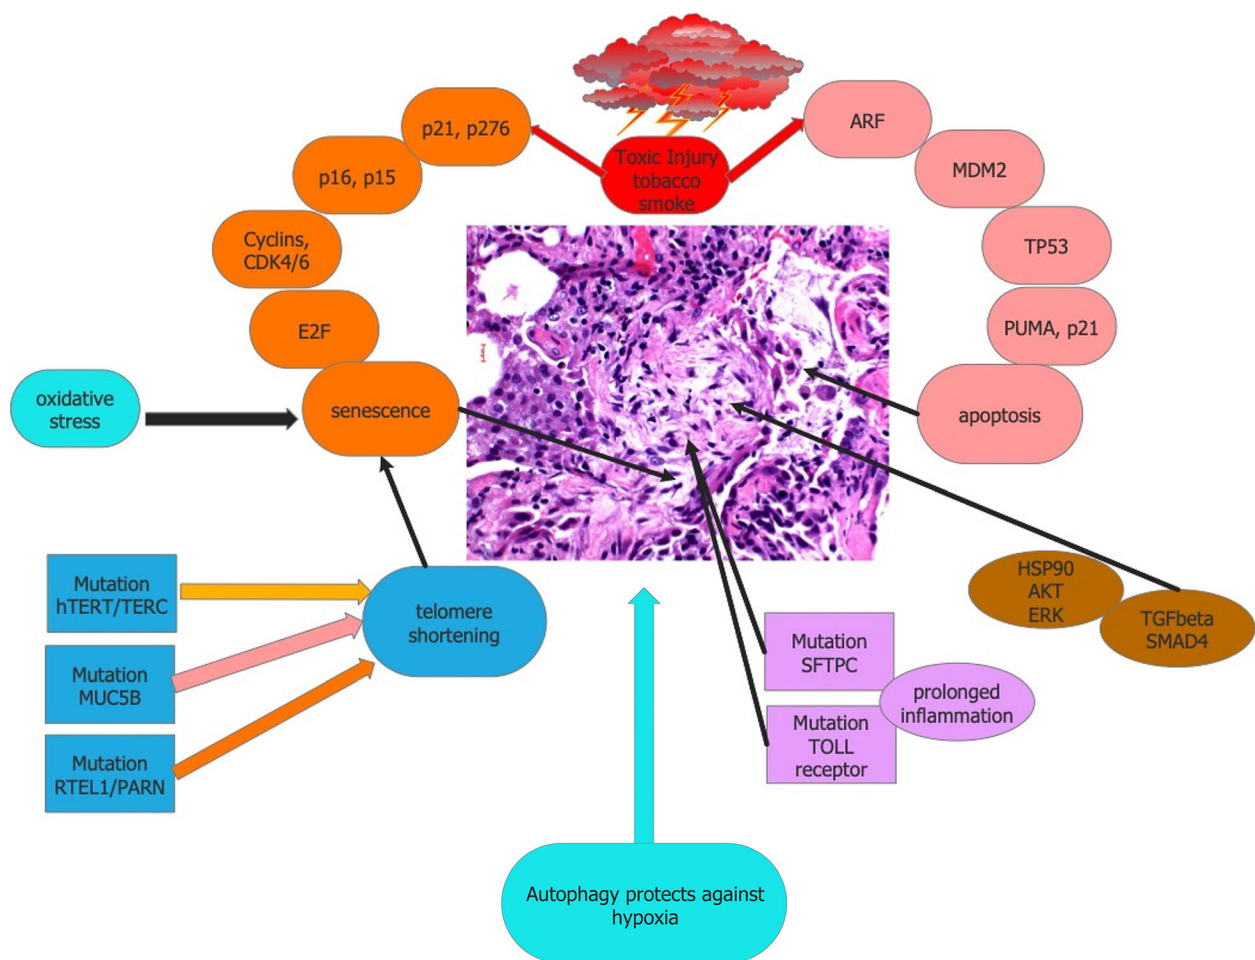 p21, p276
Toxic Injury
tobacco
smoke
ARF
p16, p15
MDM2
Cyclins,
CDK4/6
TP53
E2F
PUMA, p21
oxidative
stress
senescence
apoptosis
Mutation
hTERT/TERC
telomere
shortening
HSP90
AKT
ERK
TGFbeta
SMAD4
Mutation
MUC5B
Mutation
SFTPC
prolonged
inflammation
Mutation
RTEL1/PARN
Mutation
TOLL
receptor
Autophagy protects against
hypoxia